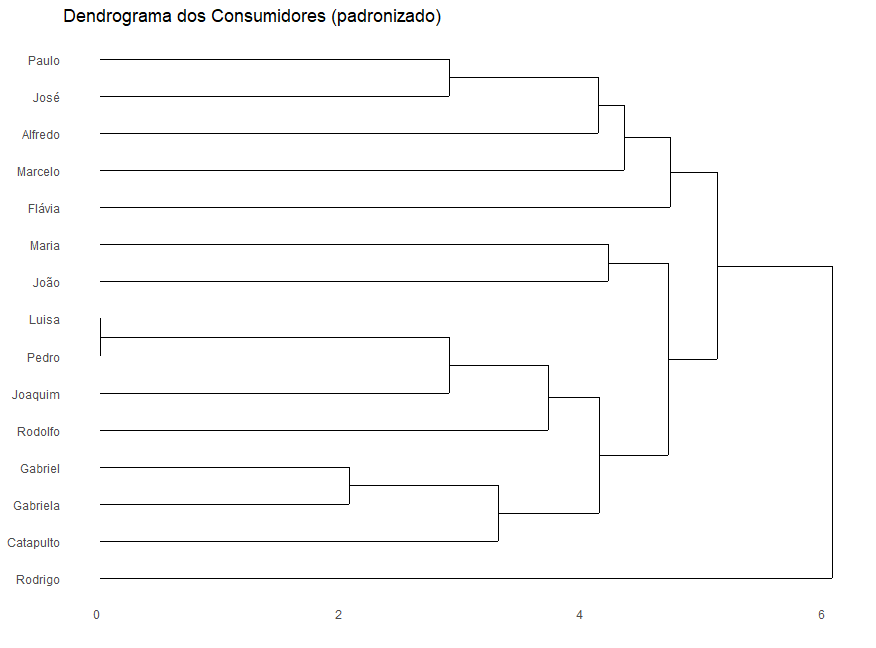 Dendrograma dos Consumidores (padronizado)
Paulo
José
Alfredo
Marcelo
Flávia
Maria
João
Luisa
Pedro
Joaquim
Rodolfo
Gabriel
Gabriela
Catapulto
Rodrigo
0 2 4 6